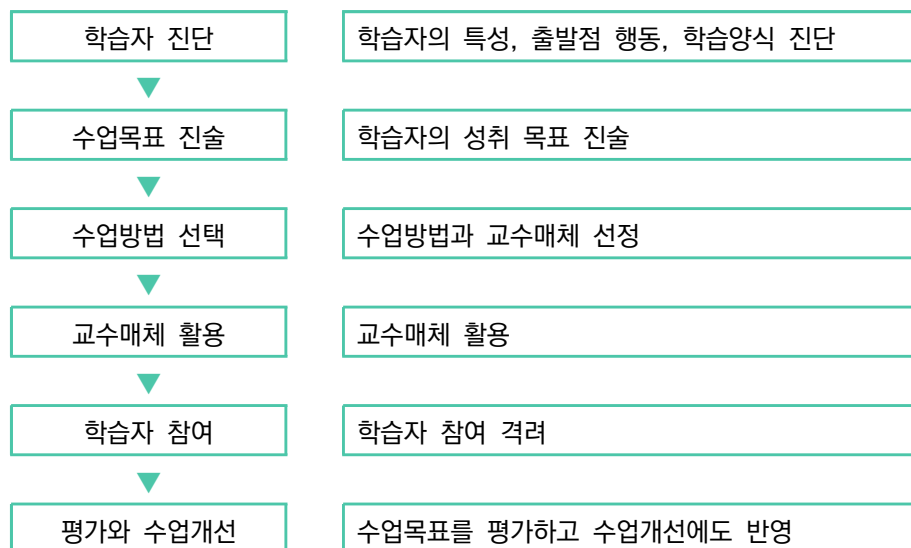 학습자 진단
학습자의 특성, 출발점 행동, 학습양식 진단
수업목표 진술
학습자의 성취 목표 진술
수업방법 선택
수업방법과 교수매체 선정
교수매체 활용
교수매체 활용
학습자 참여
학습자 참여 격려
평가와 수업개선
수업목표를 평가하고 수업개선에도 반영